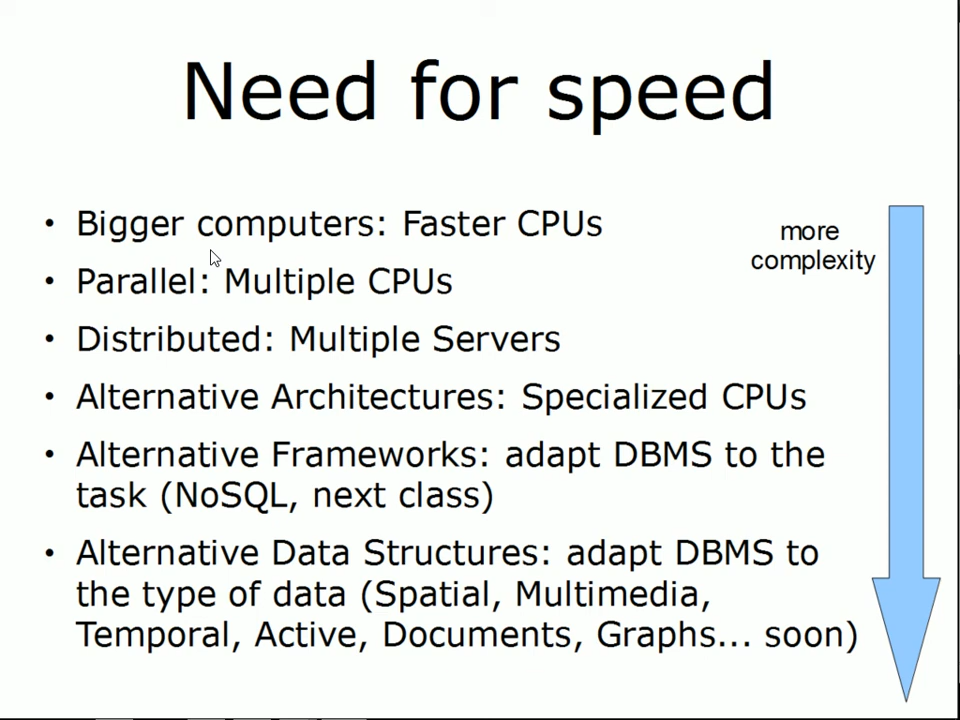 Need for speed
• Bigger computers: Faster CPUs
more
complexity
• Parallel: Multiple CPUs
• Distributed: Multiple Servers
• Alternative Architectures: Specialized CPUs
• Alternative Frameworks: adapt DBMS to the
task (NoSQL, next class)
• Alternative Data Structures: adapt DBMS to
the type of data (Spatial, Multimedia,
Temporal, Active, Documents, Graphs... soon)